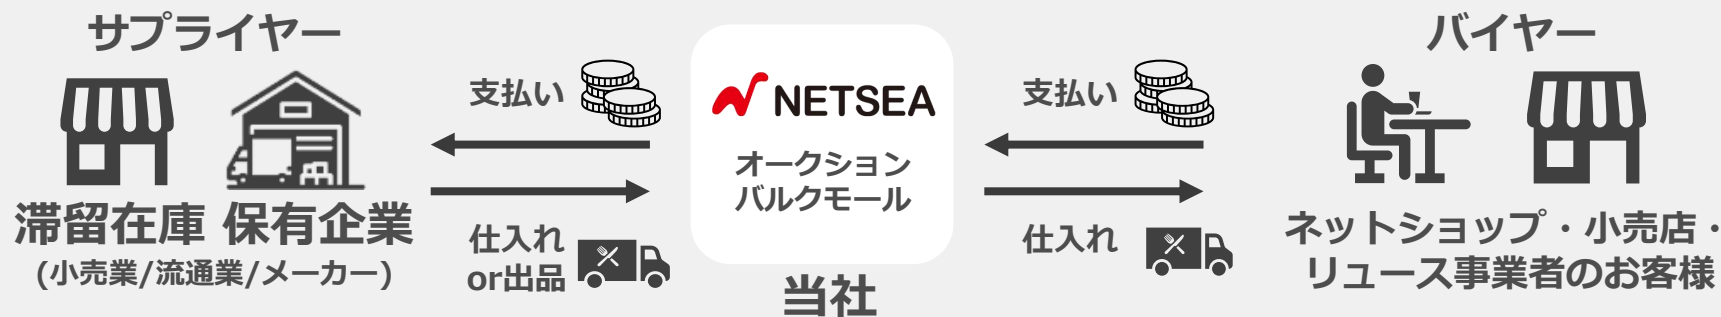 サプライヤー
滞留在庫 保有企業
(小売業/流通業/メーカー)
支払い
仕入れ
or出品
NETSEA
オークション
バルクモール
当社
支払い
仕入れ
バイヤー
ネットショップ・小売店・
リュース事業者のお客様